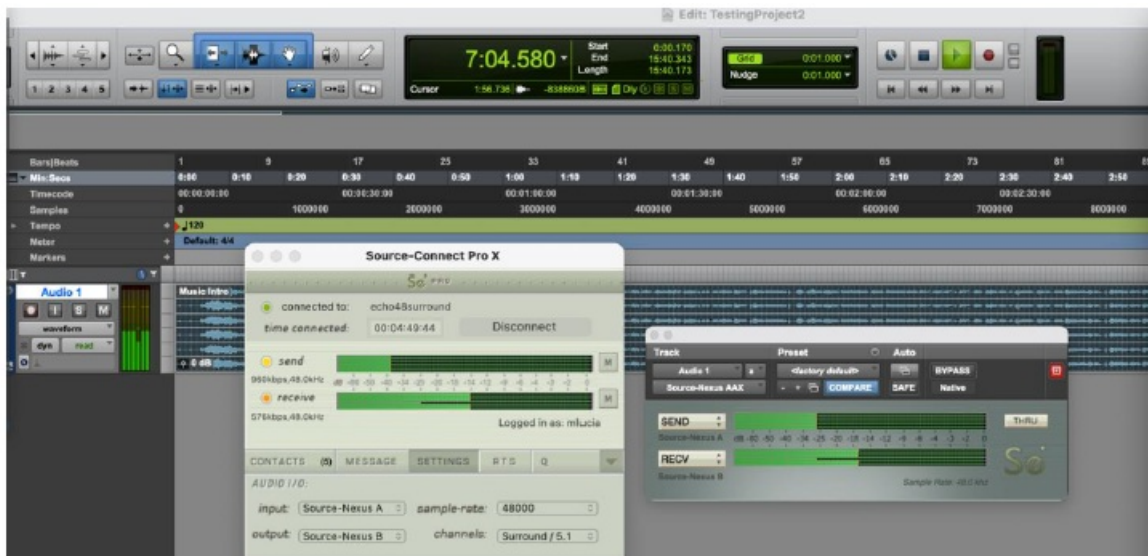 Edit: TestingProject2
7:04.580
Start 0:00.170
End 15:40.343
Length 15:40.173
Cursor 1:56.736 -8388608 Dly
Grid 0:01.000
Nudge 0:01.000
1 2 3 4 5
Bars|Beats 1 9 17 25 33 41 49 57 65 73 81
Min:Secs 0:00 0:10 0:20 0:30 0:40 0:50 1:00 1:10 1:20 1:30 1:40 1:50 2:00 2:10 2:20 2:30 2:40 2:50
Timecode 00:00:00:00 00:00:30:00 00:01:00:00 00:01:30:00 00:02:00:00 00:02:30:00
Samples 0 1000000 2000000 3000000 4000000 5000000 6000000 7000000 8000000
Tempo 120
Meter Default: 4/4
Markers
Audio 1
I S M
waveform
dyn read
Music Intro
0 dB
Source-Connect Pro X
connected to: echo48surround
time connected: 00:04:49:44 Disconnect
send M
960kbps,48.0kHz
receive M
576kbps,48.0kHz
Logged in as: mlucia
CONTACTS (5) MESSAGE SETTINGS RTS Q
AUDIO I/O:
input: Source-Nexus A sample-rate: 48000
output: Source-Nexus B channels: Surround / 5.1
Track Preset Auto
Audio 1 a <factory default> BYPASS
Source-Nexus AAX - + COMPARE SAFE Native
SEND THRU
Source-Nexus A
RECV
Source-Nexus B
Sample Rate: 48.0 khz